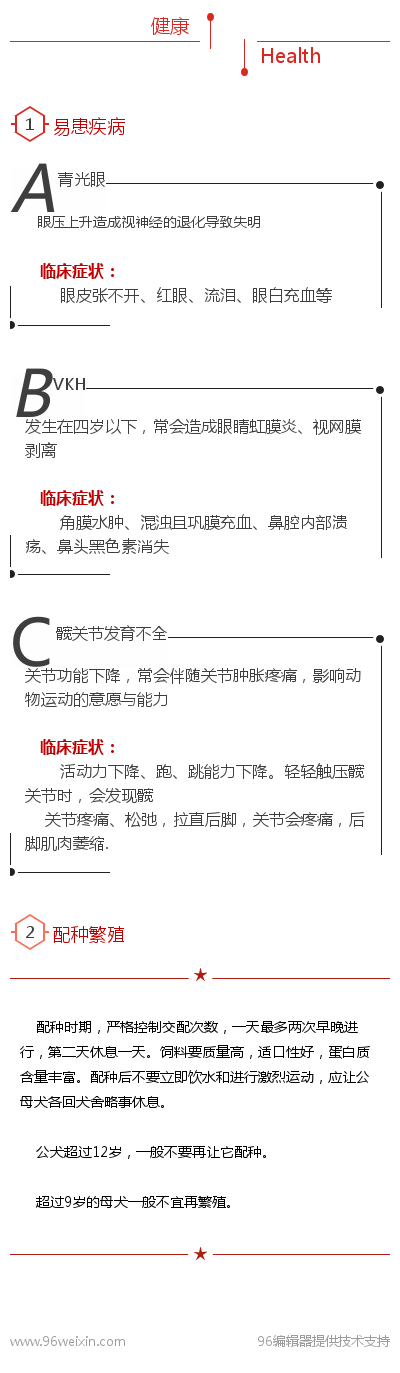 健康
Health
1 易患疾病
A 青光眼
眼压上升造成视神经的退化导致失明
临床症状：
眼皮张不开、红眼、流泪、眼白充血等
B VKH
发生在四岁以下，常会造成眼睛虹膜炎、视网膜
剥离
临床症状：
角膜水肿、混浊且巩膜充血、鼻腔内部溃
疡、鼻头黑色素消失
C 髋关节发育不全
关节功能下降，常会伴随关节肿胀疼痛，影响动
物运动的意愿与能力
临床症状：
活动力下降、跑、跳能力下降。轻轻触压髋
关节时，会发现髋
关节疼痛、松弛，拉直后脚，关节会疼痛，后
脚肌肉萎缩.
2 配种繁殖
配种时期，严格控制交配次数，一天最多两次早晚进
行，第二天休息一天。饲料要质量高，适口性好，蛋白质
含量丰富。配种后不要立即饮水和进行激烈运动，应让公
母犬各回犬舍略事休息。
公犬超过12岁，一般不要再让它配种。
超过9岁的母犬一般不宜再繁殖。
www.96weixin.com
96编辑器提供技术支持